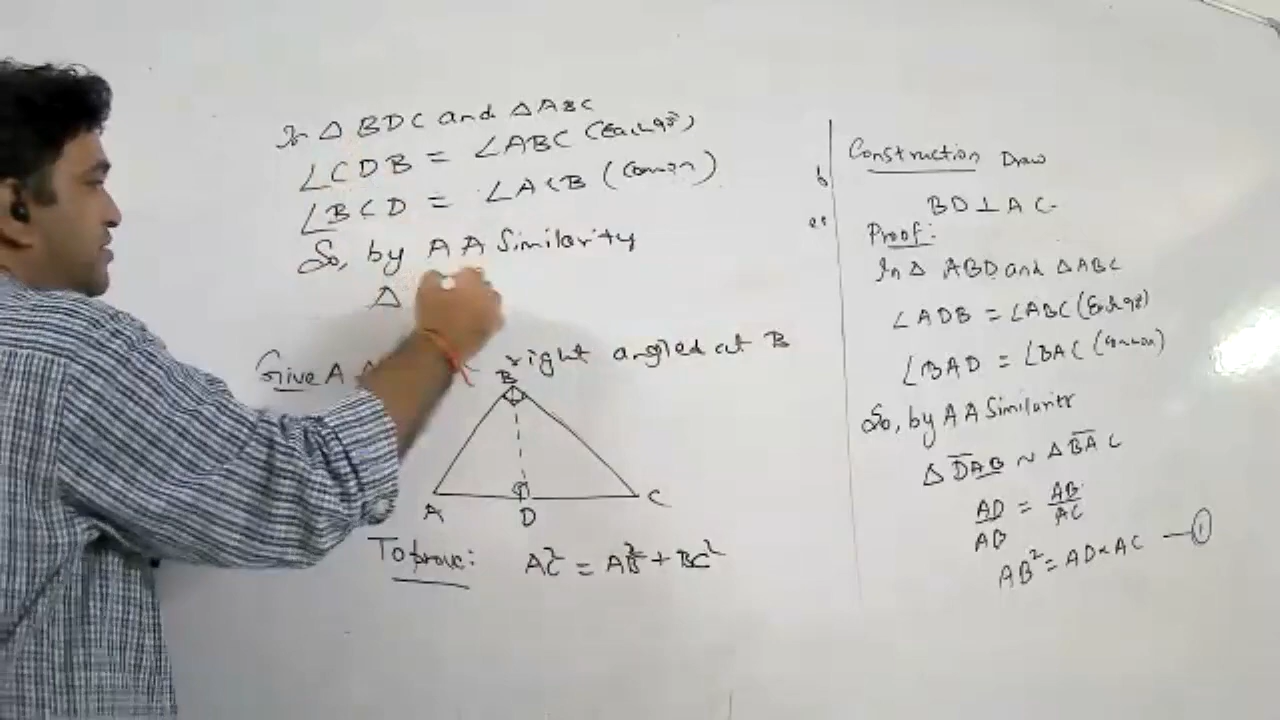 In △ BDC and △ ABC
∠CDB = ∠ABC (Each 90°)
∠BCD = ∠ACB (Common)
So, by AA Similarity
△
Give A △ right angled at B
B
A
D
C
To prove: AC² = AB² + BC²
Construction Draw
BD ⊥ AC
Proof:
In △ ABD and △ ABC
∠ADB = ∠ABC (Each 90°)
∠BAD = ∠BAC (Common)
So, by AA Similarity
△ DAB ~ △ BAC
AD/AB = AB/AC
AB² = AD × AC — ①